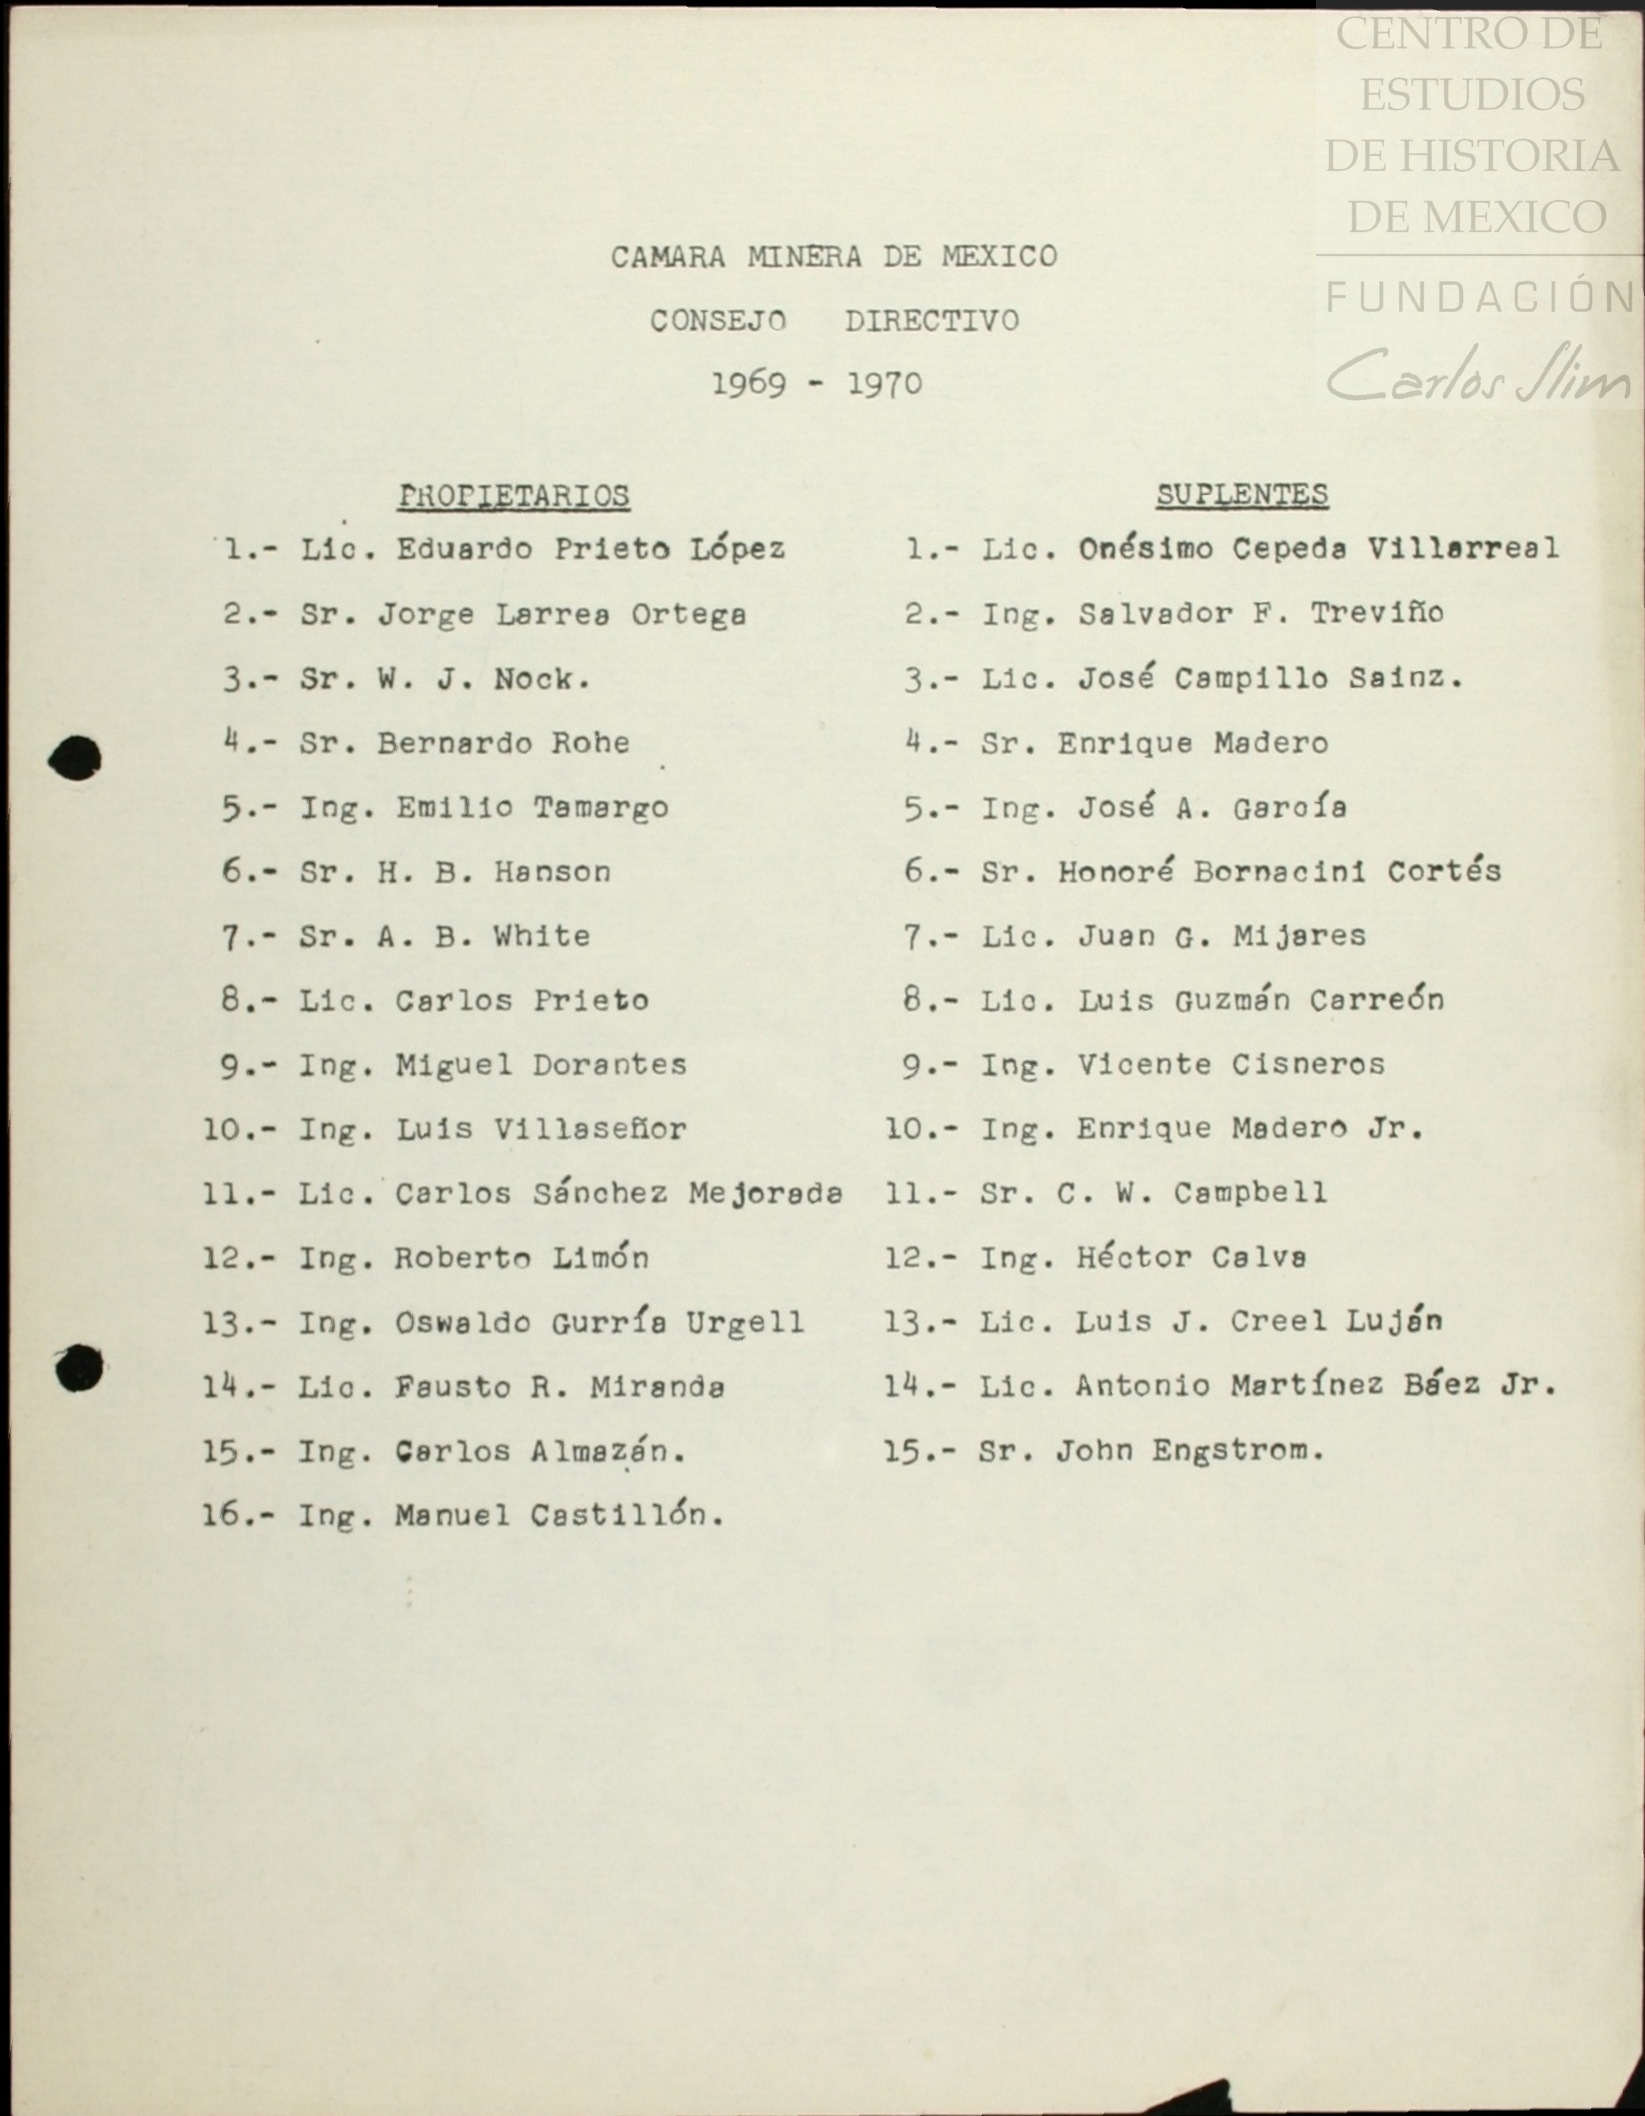 CENTRO DE
ESTUDIOS
DE HISTORIA
DE MEXICO
FUNDACIÓN
Carlos Slim
CAMARA MINERA DE MEXICO
CONSEJO DIRECTIVO
1969 - 1970
PROPIETARIOS
1.- Lic. Eduardo Prieto López
2.- Sr. Jorge Larrea Ortega
3.- Sr. W. J. Nock.
4.- Sr. Bernardo Rohe
5.- Ing. Emilio Tamargo
6.- Sr. H. B. Hanson
7.- Sr. A. B. White
8.- Lic. Carlos Prieto
9.- Ing. Miguel Dorantes
10.- Ing. Luis Villaseñor
11.- Lic. Carlos Sánchez Mejorada
12.- Ing. Roberto Limón
13.- Ing. Oswaldo Gurría Urgell
14.- Lic. Fausto R. Miranda
15.- Ing. Carlos Almazán.
16.- Ing. Manuel Castillón.
SUPLENTES
1.- Lic. Onésimo Cepeda Villarreal
2.- Ing. Salvador F. Treviño
3.- Lic. José Campillo Sainz.
4.- Sr. Enrique Madero
5.- Ing. José A. García
6.- Sr. Honoré Bornacini Cortés
7.- Lic. Juan G. Mijares
8.- Lic. Luis Guzmán Carreón
9.- Ing. Vicente Cisneros
10.- Ing. Enrique Madero Jr.
11.- Sr. C. W. Campbell
12.- Ing. Héctor Calva
13.- Lic. Luis J. Creel Luján
14.- Lic. Antonio Martínez Báez Jr.
15.- Sr. John Engstrom.